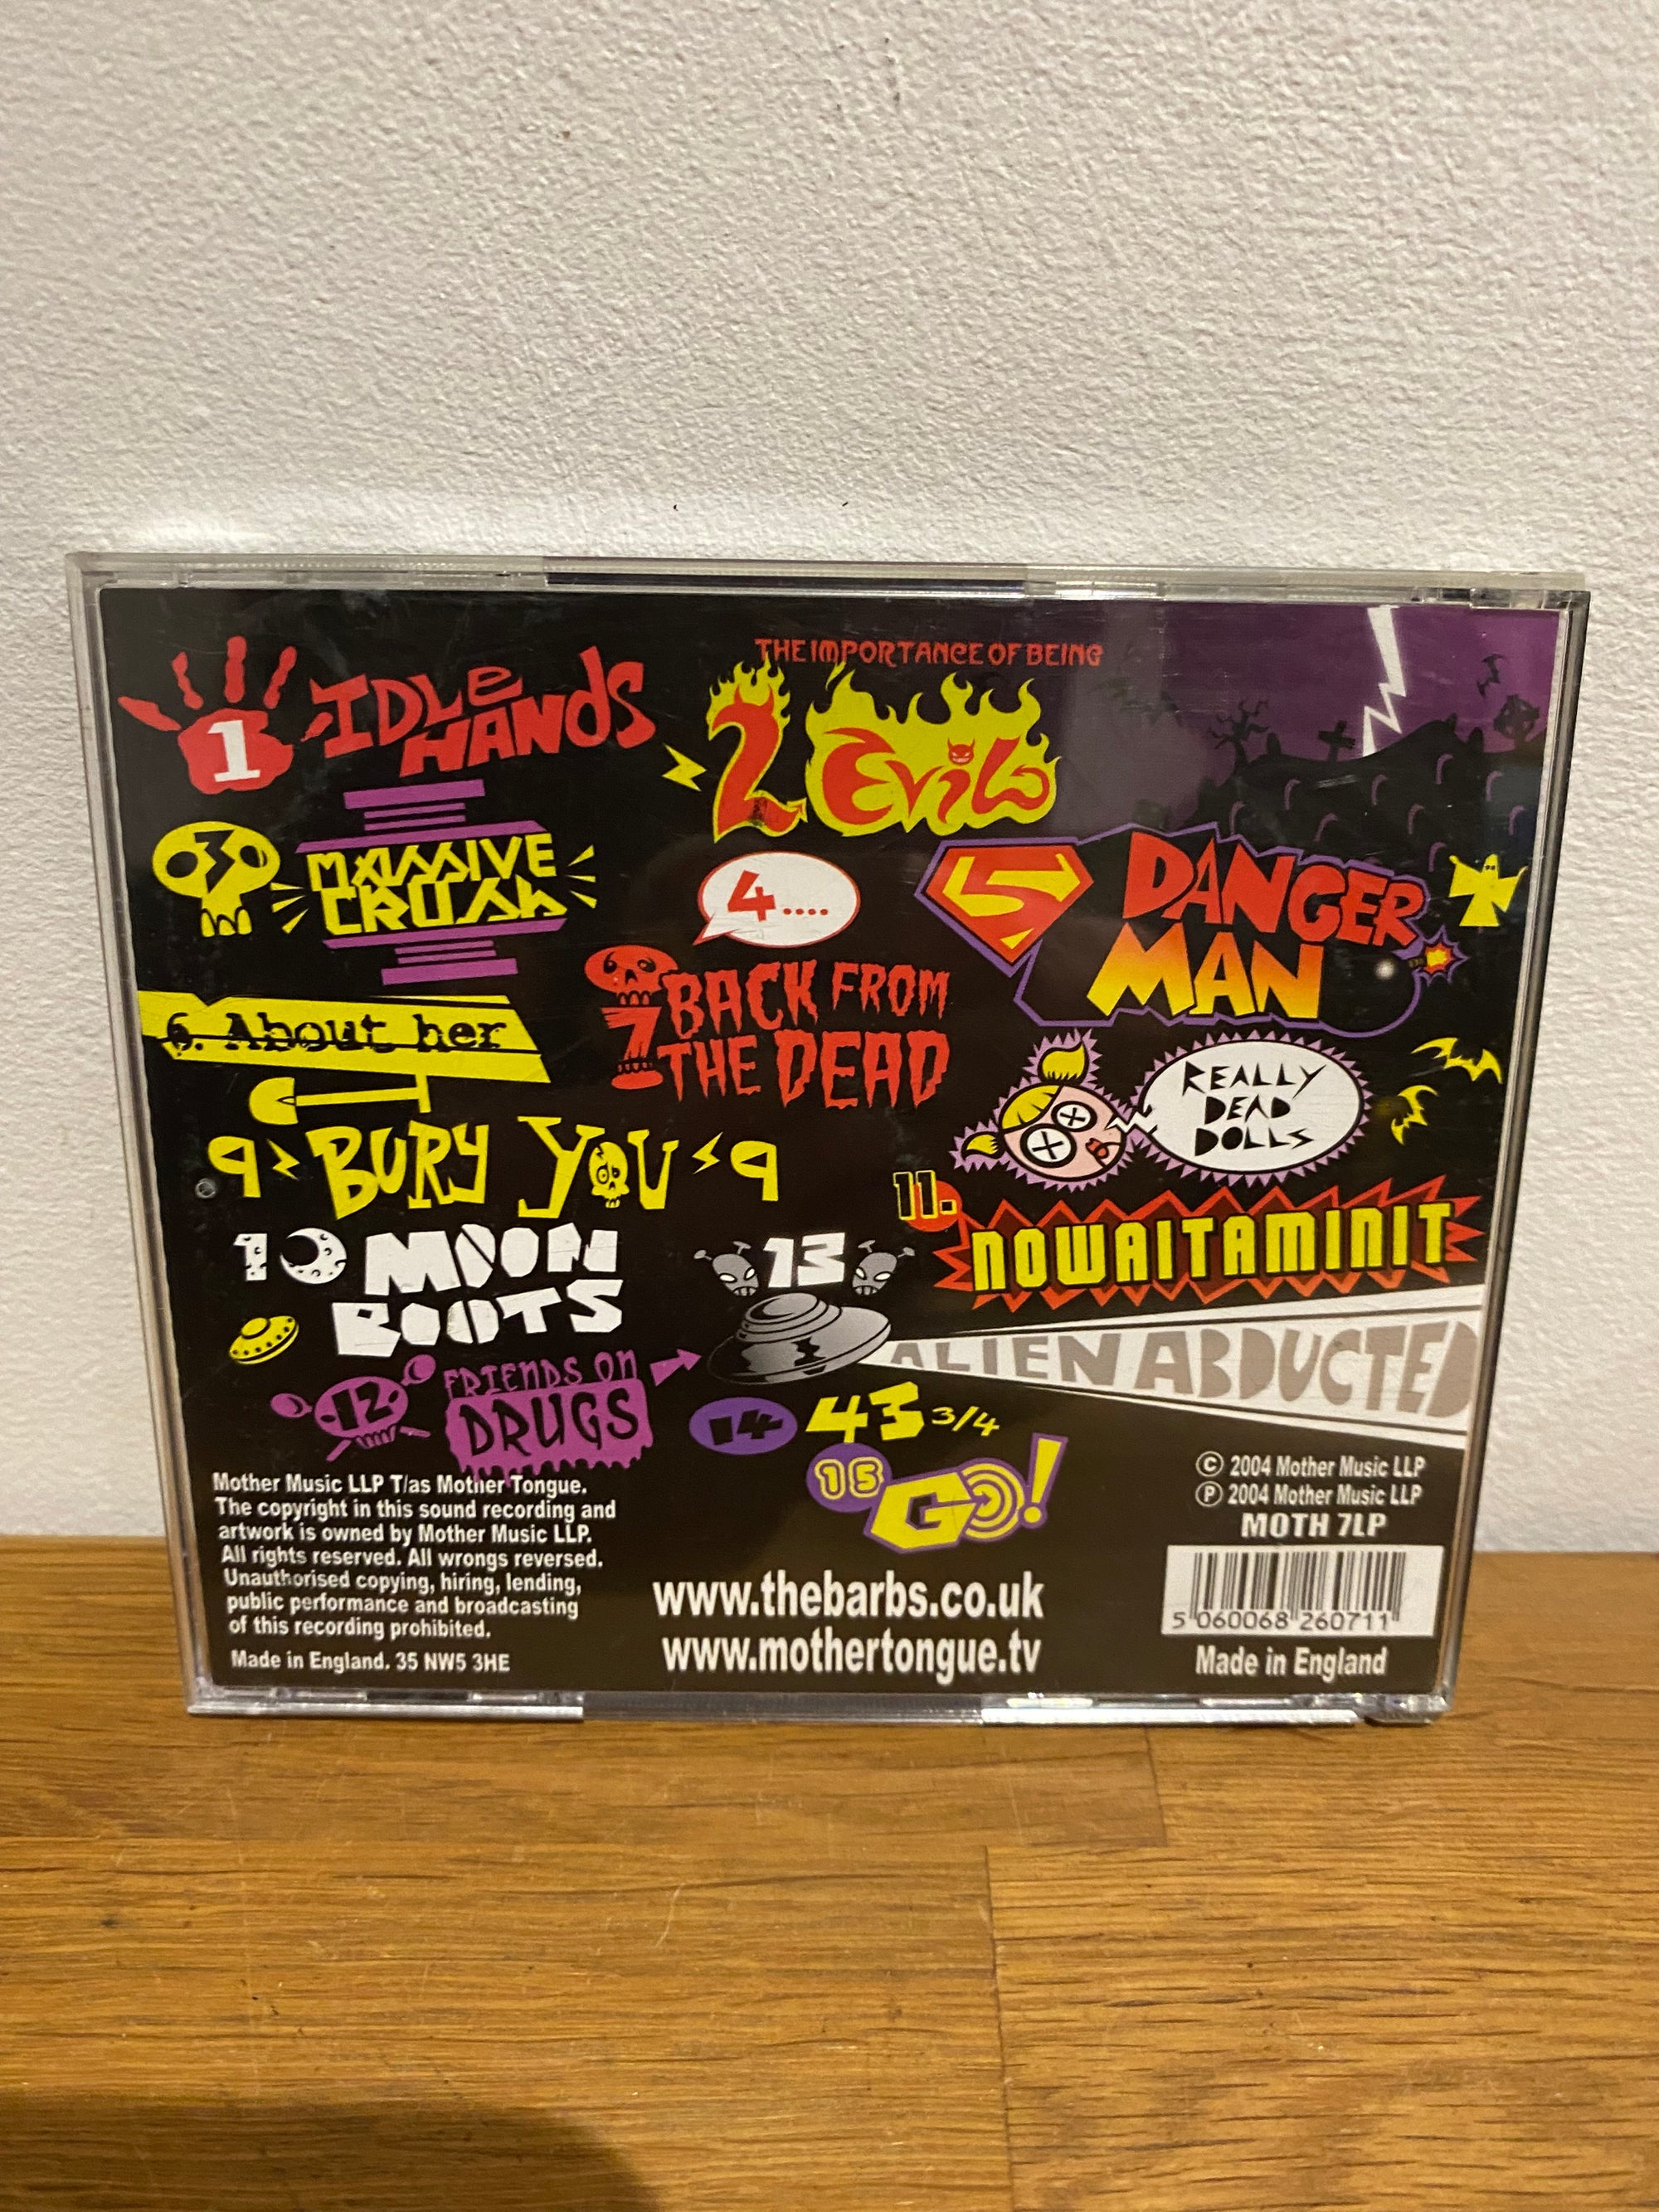 THE IMPORTANCE OF BEING
1 IDLE
HANDS
2 Evil
3 MASSIVE
CRUSH
4....
5 DANGER
MAN
6. About her
7 BACK FROM
THE DEAD
REALLY
DEAD
DOLLS
9 BURY YOU 9
10 MOON
BOOTS
11.
NOWAITAMINIT
12 FRIENDS ON
DRUGS
13
ALIEN ABDUCTED
14 43 3/4
15 GO!
Mother Music LLP T/as Mother Tongue.
The copyright in this sound recording and
artwork is owned by Mother Music LLP.
All rights reserved. All wrongs reversed.
Unauthorised copying, hiring, lending,
public performance and broadcasting
of this recording prohibited.
Made in England. 35 NW5 3HE
www.thebarbs.co.uk
www.mothertongue.tv
© 2004 Mother Music LLP
℗ 2004 Mother Music LLP
MOTH 7LP
5 060068 260711
Made in England